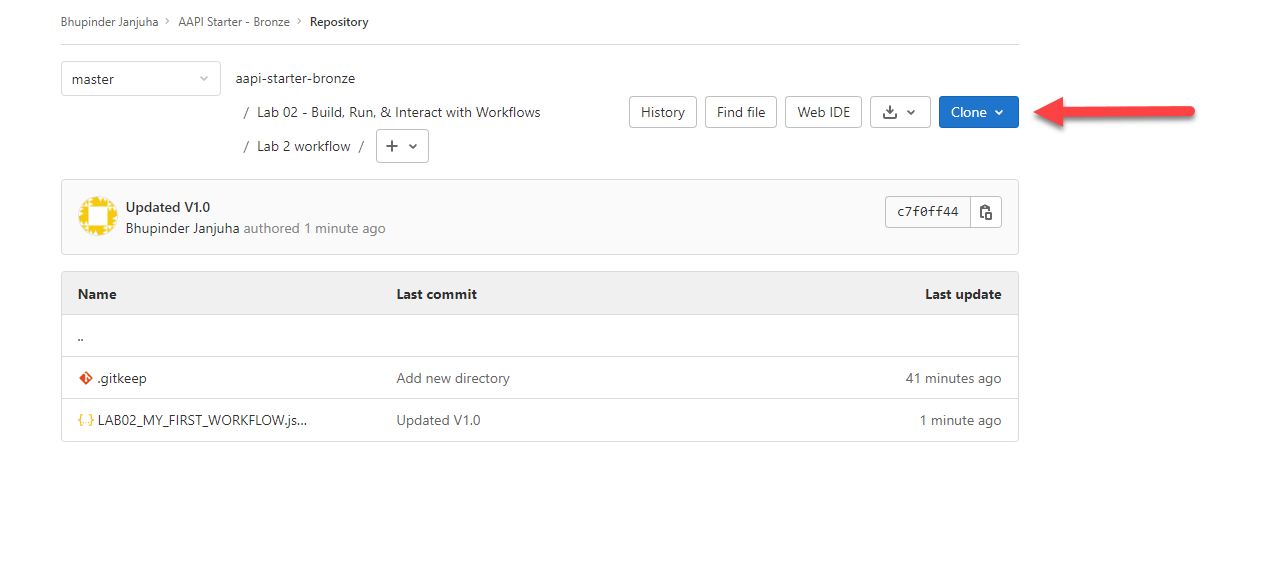 Bhupinder Janjuha > AAPI Starter - Bronze > Repository
master
aapi-starter-bronze
/ Lab 02 - Build, Run, & Interact with Workflows
/ Lab 2 workflow / +
History Find file Web IDE Clone
Updated V1.0
Bhupinder Janjuha authored 1 minute ago
c7f0ff44
Name Last commit Last update
..
.gitkeep Add new directory 41 minutes ago
{··} LAB02_MY_FIRST_WORKFLOW.js... Updated V1.0 1 minute ago